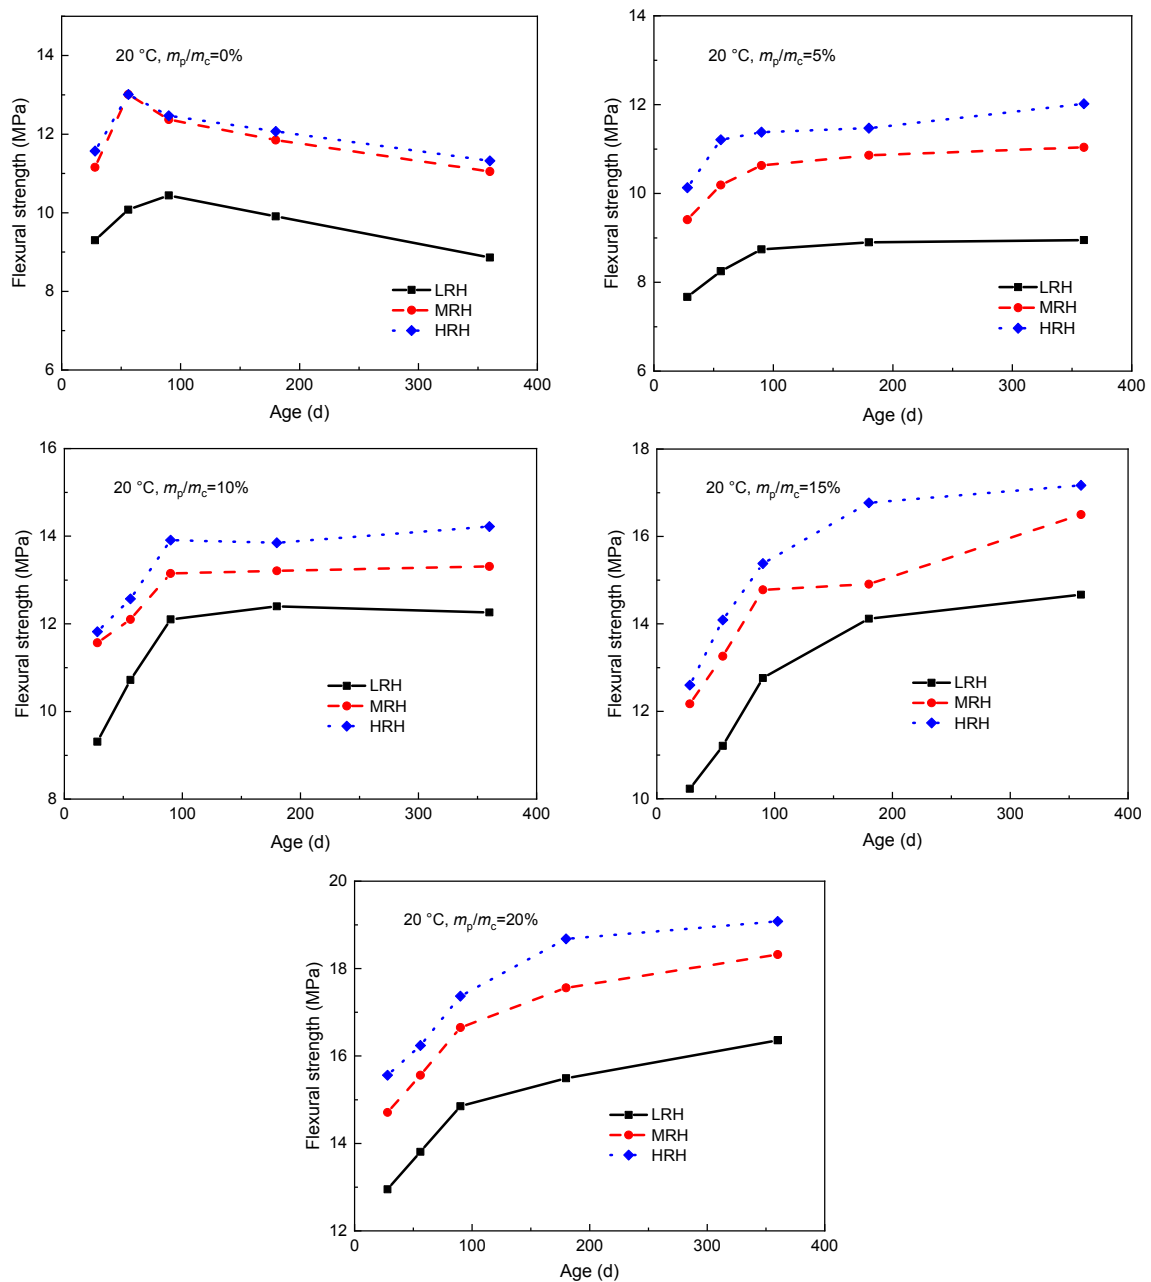 20 °C, mp/mc=0%
Flexural strength (MPa)
14
12
10
8
6
LRH
MRH
HRH
0 100 200 300 400
Age (d)
20 °C, mp/mc=5%
Flexural strength (MPa)
14
12
10
8
6
LRH
MRH
HRH
0 100 200 300 400
Age (d)
20 °C, mp/mc=10%
Flexural strength (MPa)
16
14
12
10
8
LRH
MRH
HRH
0 100 200 300 400
Age (d)
20 °C, mp/mc=15%
Flexural strength (MPa)
18
16
14
12
10
LRH
MRH
HRH
0 100 200 300 400
Age (d)
20 °C, mp/mc=20%
Flexural strength (MPa)
20
18
16
14
12
LRH
MRH
HRH
0 100 200 300 400
Age (d)